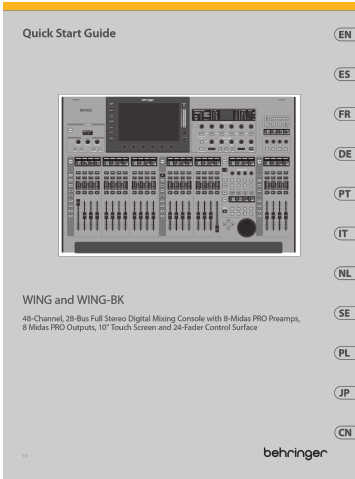 Quick Start Guide
EN
ES
FR
DE
PT
IT
NL
SE
PL
JP
CN
WING and WING-BK
48-Channel, 28-Bus Full Stereo Digital Mixing Console with 8-Midas PRO Preamps,
8 Midas PRO Outputs, 10" Touch Screen and 24-Fader Control Surface
behringer